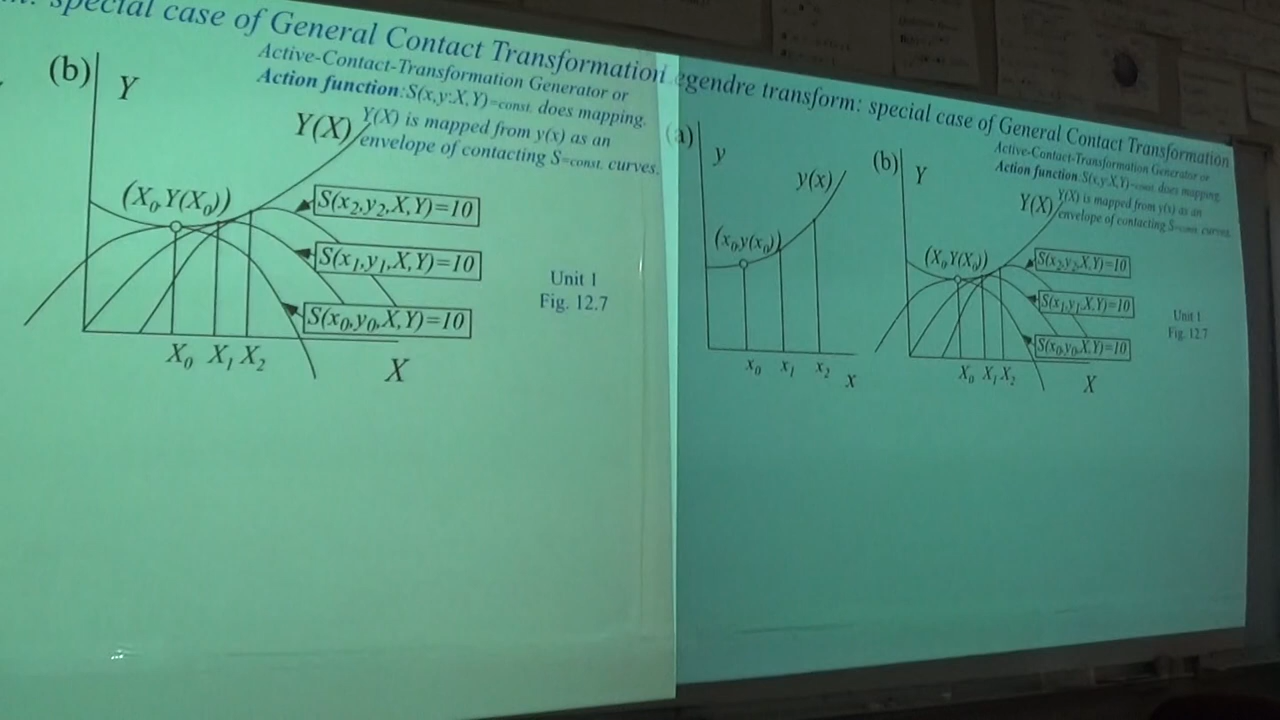 special case of General Contact Transformation
Active-Contact-Transformation Generator or
Action function:S(x,y:X,Y)=const. does mapping.
Y(X) is mapped from y(x) as an
envelope of contacting S=const. curves.
(b)
Y
Y(X)
(X0,Y(X0))
S(x2,y2,X,Y)=10
S(x1,y1,X,Y)=10
S(x0,y0,X,Y)=10
Unit 1
Fig. 12.7
X0 X1 X2
X
egendre transform: special case of General Contact Transformation
Active-Contact-Transformation Generator or
Action function:S(x,y:X,Y)=const. does mapping.
Y(X) is mapped from y(x) as an
envelope of contacting S=const. curves.
a)
y
y(x)
(x0,y(x0))
x0 x1 x2
x
(b)
Y
Y(X)
(X0,Y(X0))
S(x2,y2,X,Y)=10
S(x1,y1,X,Y)=10
S(x0,y0,X,Y)=10
Unit 1
Fig. 12.7
X0 X1 X2
X